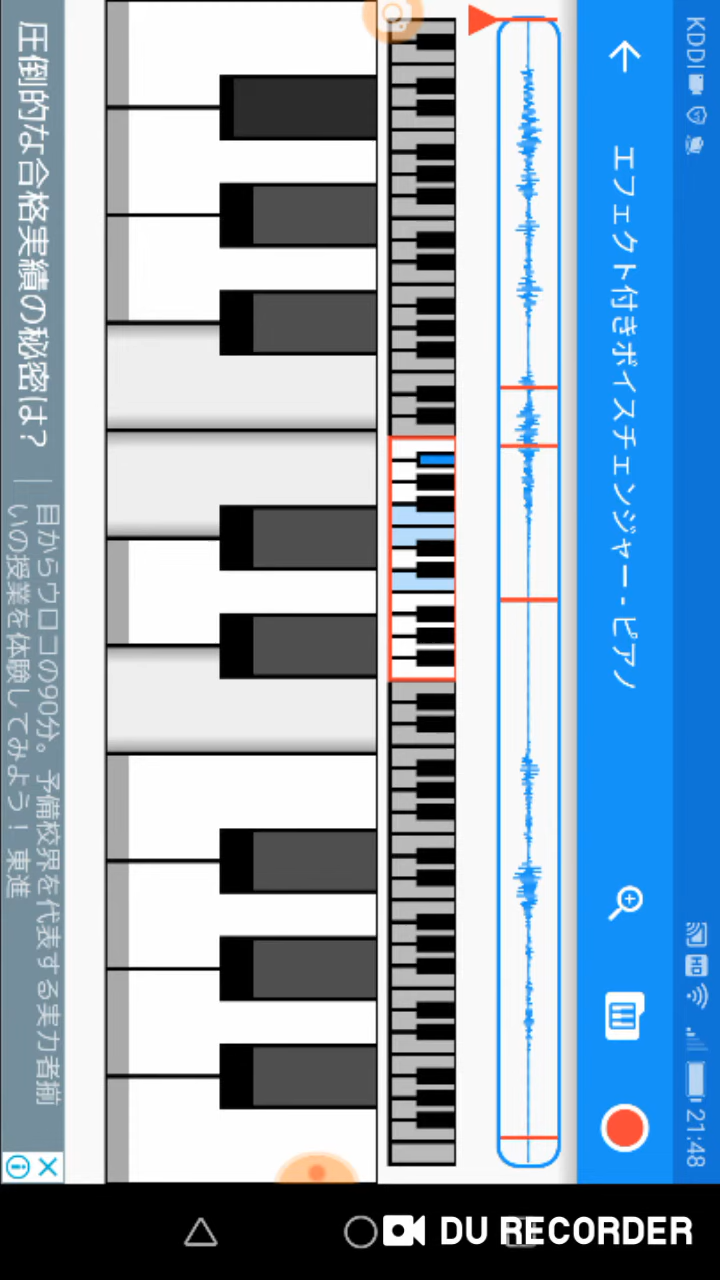 KDDI
HD
21:48
エフェクト付きボイスチェンジャー - ピアノ
圧倒的な合格実績の秘密は?
目からウロコの90分。予備校界を代表する実力者揃
いの授業を体験してみよう！東進
DU RECORDER